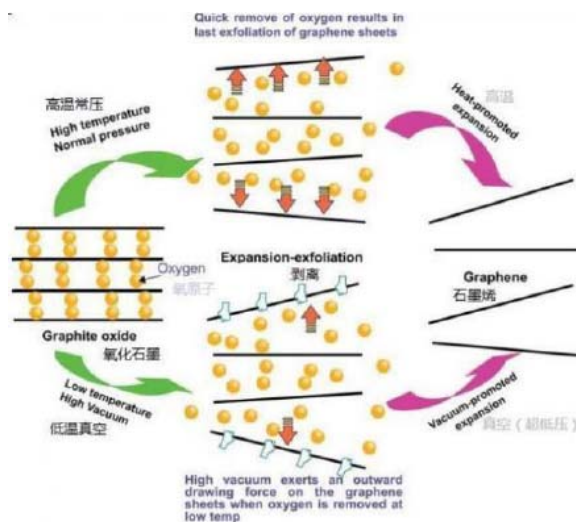 Quick remove of oxygen results in
last exfoliation of graphene sheets
高温常压
High temperature
Normal pressure
高温
Heat-promoted
expansion
Oxygen
氧原子
Expansion-exfoliation
剥离
Graphene
石墨烯
Graphite oxide
氧化石墨
Low temperature
High Vacuum
低温真空
Vacuum-promoted
expansion
真空（超低压）
High vacuum exerts an outward
drawing force on the graphene
sheets when oxygen is removed at
low temp